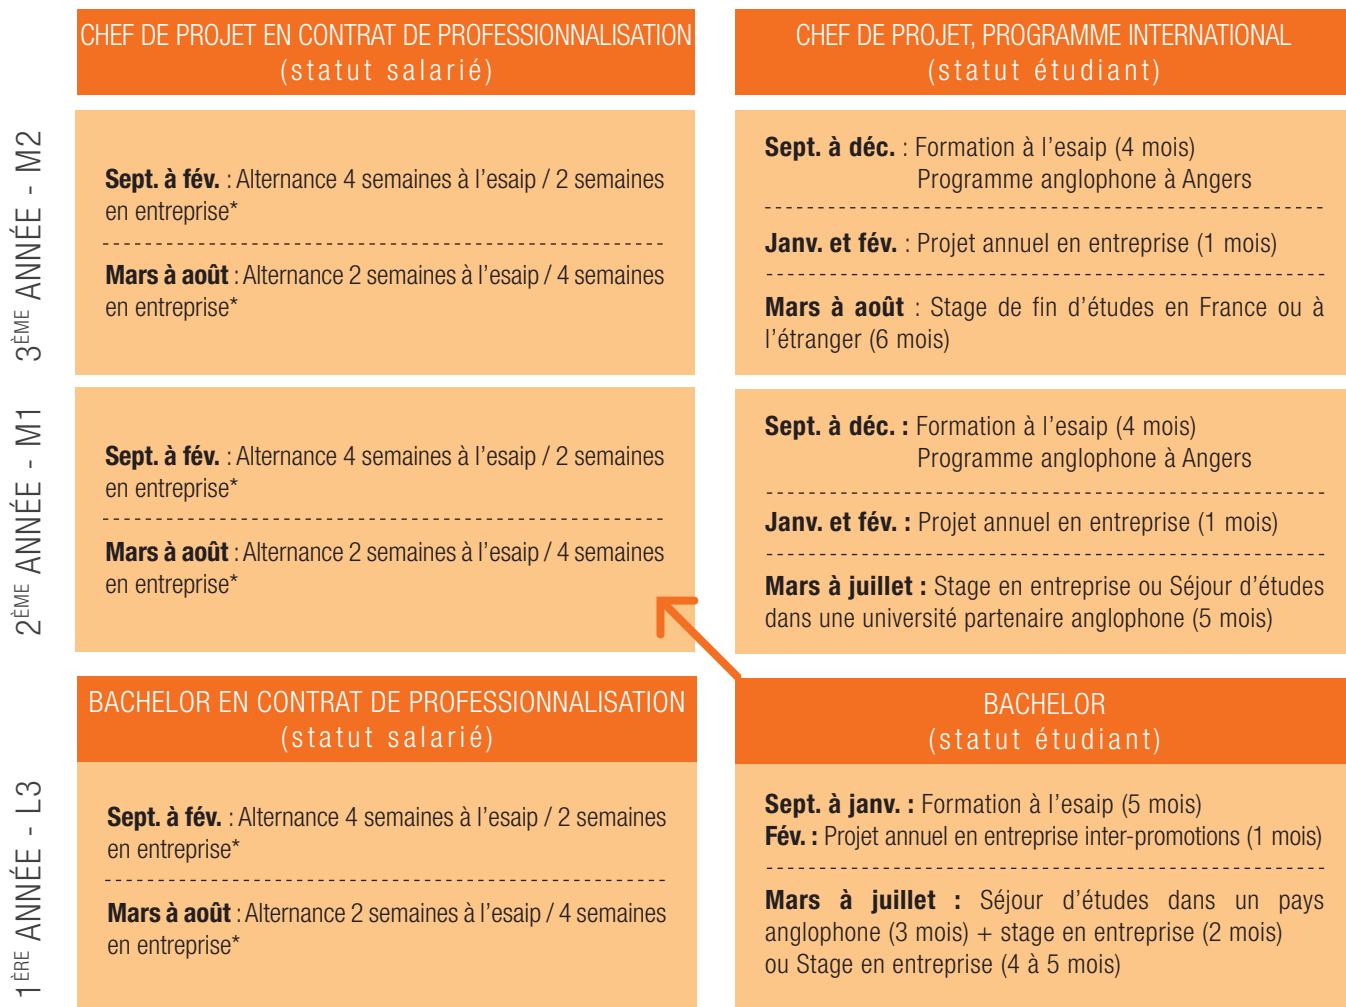 CHEF DE PROJET EN CONTRAT DE PROFESSIONNALISATION
(statut salarié)
CHEF DE PROJET, PROGRAMME INTERNATIONAL
(statut étudiant)
3ÈME ANNÉE - M2
Sept. à fév. : Alternance 4 semaines à l'esaip / 2 semaines
en entreprise*
Mars à août : Alternance 2 semaines à l'esaip / 4 semaines
en entreprise*
Sept. à déc. : Formation à l'esaip (4 mois)
Programme anglophone à Angers
Janv. et fév. : Projet annuel en entreprise (1 mois)
Mars à août : Stage de fin d'études en France ou à
l'étranger (6 mois)
2ÈME ANNÉE - M1
Sept. à fév. : Alternance 4 semaines à l'esaip / 2 semaines
en entreprise*
Mars à août : Alternance 2 semaines à l'esaip / 4 semaines
en entreprise*
Sept. à déc. : Formation à l'esaip (4 mois)
Programme anglophone à Angers
Janv. et fév. : Projet annuel en entreprise (1 mois)
Mars à juillet : Stage en entreprise ou Séjour d'études
dans une université partenaire anglophone (5 mois)
BACHELOR EN CONTRAT DE PROFESSIONNALISATION
(statut salarié)
BACHELOR
(statut étudiant)
1ÈRE ANNÉE - L3
Sept. à fév. : Alternance 4 semaines à l'esaip / 2 semaines
en entreprise*
Mars à août : Alternance 2 semaines à l'esaip / 4 semaines
en entreprise*
Sept. à janv. : Formation à l'esaip (5 mois)
Fév. : Projet annuel en entreprise inter-promotions (1 mois)
Mars à juillet : Séjour d'études dans un pays
anglophone (3 mois) + stage en entreprise (2 mois)
ou Stage en entreprise (4 à 5 mois)